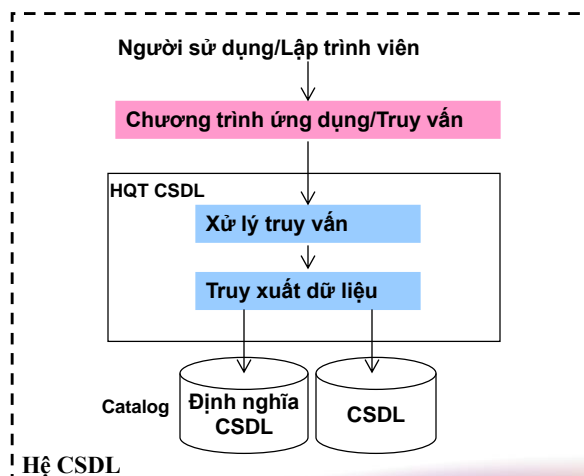 Người sử dụng/Lập trình viên
Chương trình ứng dụng/Truy vấn
HQT CSDL
Xử lý truy vấn
Truy xuất dữ liệu
Catalog
Định nghĩa
CSDL
CSDL
Hệ CSDL